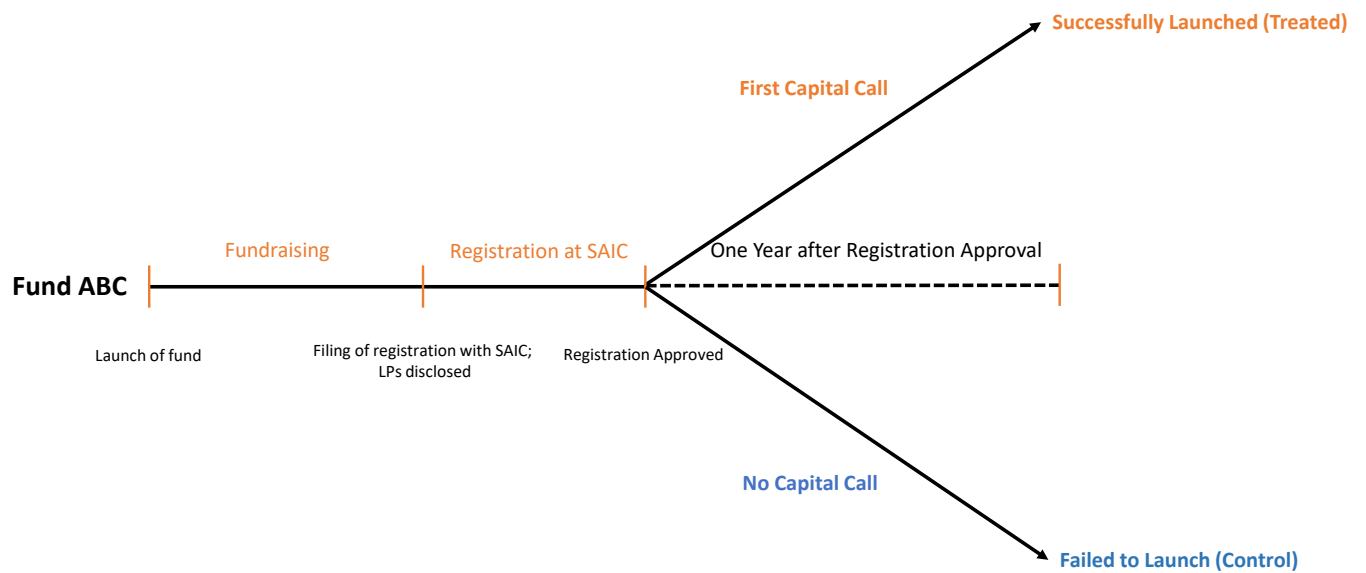 Successfully Launched (Treated)
First Capital Call
Fundraising
Registration at SAIC
One Year after Registration Approval
Fund ABC
Launch of fund
Filing of registration with SAIC;
LPs disclosed
Registration Approved
No Capital Call
Failed to Launch (Control)